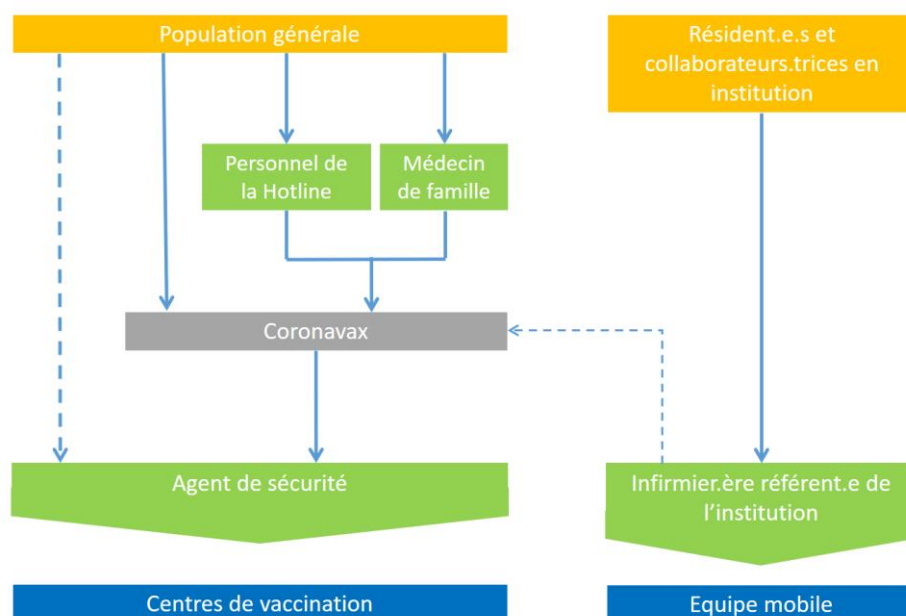 Population générale
Résident.e.s et
collaborateurs.trices en
institution
Personnel de
la Hotline
Médecin
de famille
Coronavax
Agent de sécurité
Infirmier.ère référent.e de
l'institution
Centres de vaccination
Equipe mobile